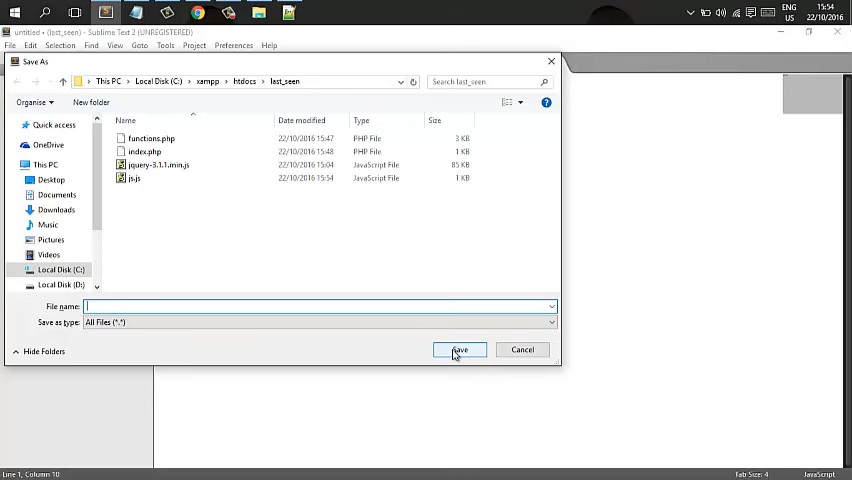 ENG 15:54
US 22/10/2016
untitled • (last_seen) - Sublime Text 2 (UNREGISTERED)
File Edit Selection Find View Goto Tools Project Preferences Help
Save As
This PC Local Disk (C:) xampp htdocs last_seen Search last_seen
Organise New folder
Name Date modified Type Size
functions.php 22/10/2016 15:47 PHP File 3 KB
index.php 22/10/2016 15:48 PHP File 1 KB
jquery-3.1.1.min.js 22/10/2016 15:04 JavaScript File 85 KB
js.js 22/10/2016 15:54 JavaScript File 1 KB
Quick access
OneDrive
This PC
Desktop
Documents
Downloads
Music
Pictures
Videos
Local Disk (C:)
Local Disk (D:)
File name:
Save as type: All Files (*.*)
Hide Folders Save Cancel
Line 1, Column 10 Tab Size: 4 JavaScript